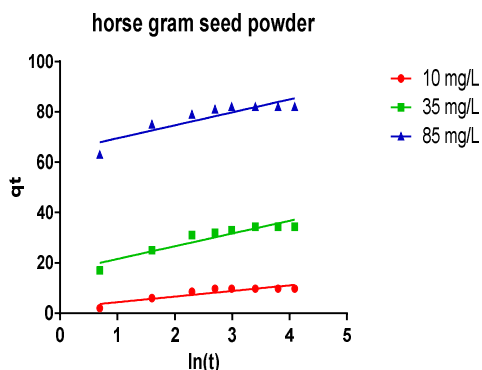 horse gram seed powder
100
80
60
40
20
0
qt
0 1 2 3 4 5
ln(t)
10 mg/L
35 mg/L
85 mg/L